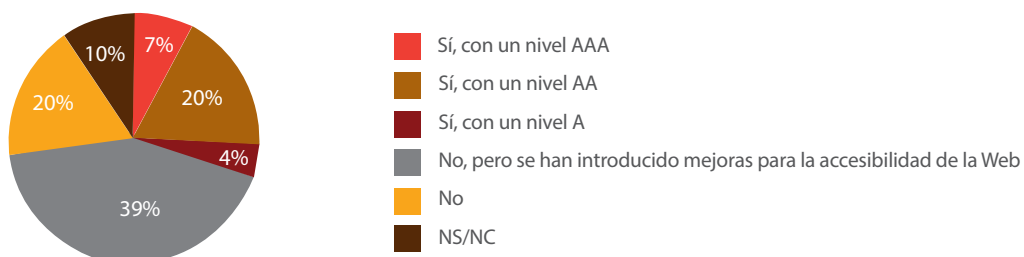 10%
7%
20%
20%
4%
39%
Sí, con un nivel AAA
Sí, con un nivel AA
Sí, con un nivel A
No, pero se han introducido mejoras para la accesibilidad de la Web
No
NS/NC